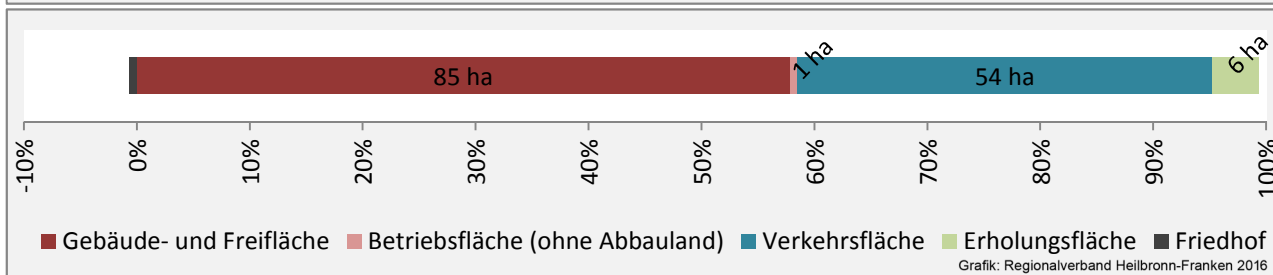 85 ha
1 ha
54 ha
6 ha
-10%
0%
10%
20%
30%
40%
50%
60%
70%
80%
90%
100%
Gebäude- und Freifläche Betriebsfläche (ohne Abbauland) Verkehrsfläche Erholungsfläche Friedhof
Grafik: Regionalverband Heilbronn-Franken 2016